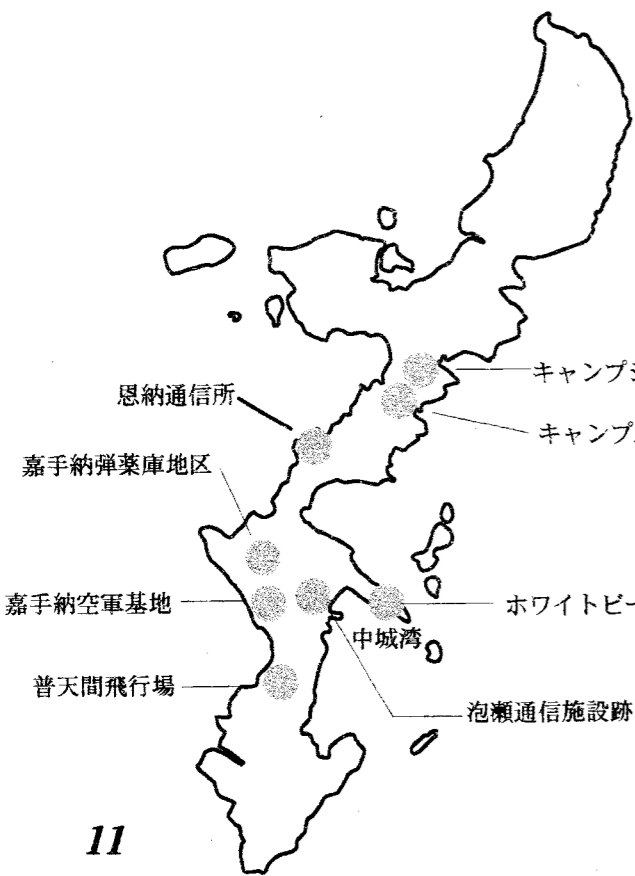 キャンプシ
恩納通信所
キャンプ
嘉手納弾薬庫地区
嘉手納空軍基地
ホワイトビー
中城湾
普天間飛行場
泡瀬通信施設跡
11